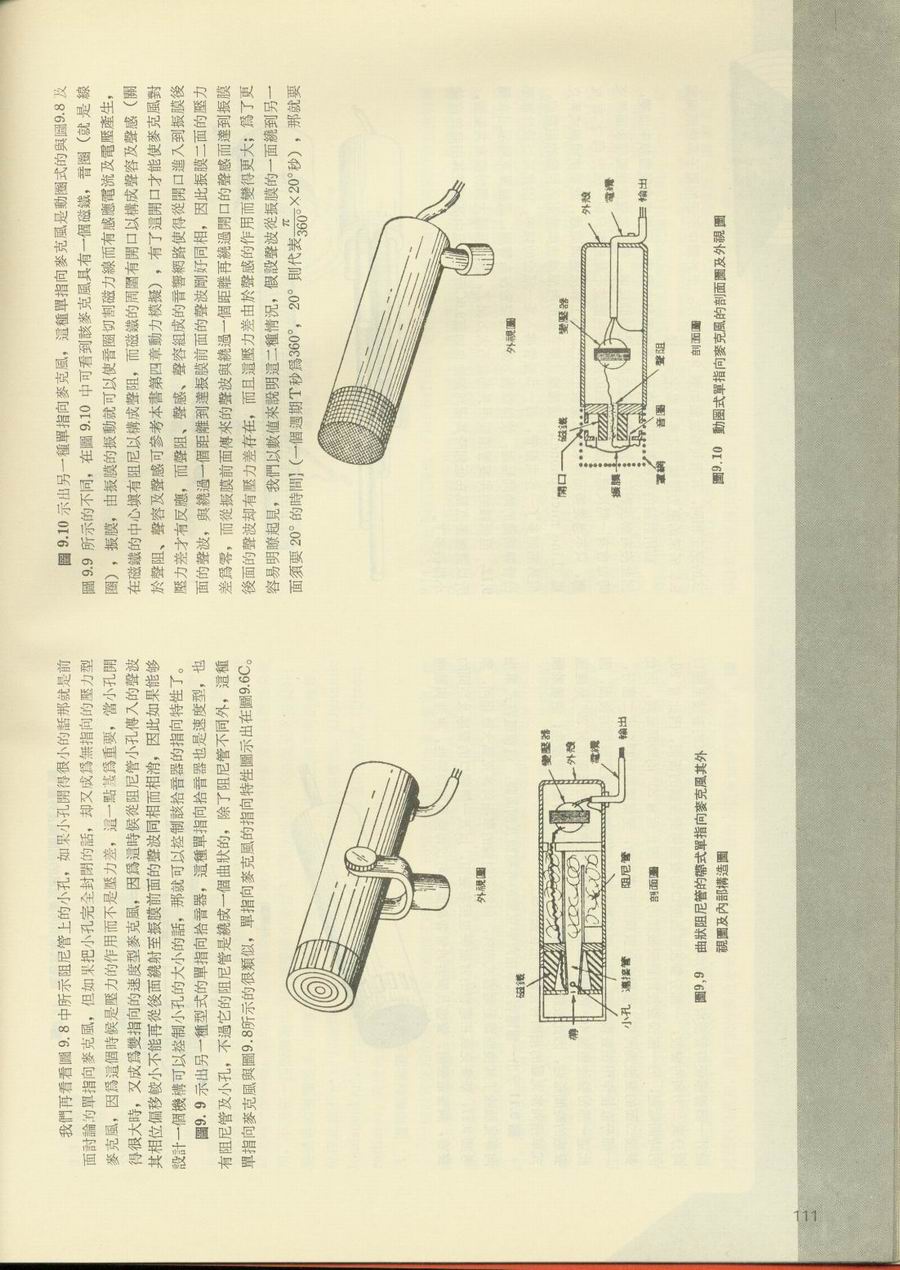 我們再看看圖 9.8 中所示阻尼管上的小孔，如果小孔開得很小的話那就是前
面討論的單指向麥克風，但如果把小孔完全封閉的話，却又成爲無指向的壓力型
麥克風，因爲這個時候是壓力的作用而不是壓力差，這一點甚爲重要，當小孔開
得很大時，又成爲雙指向的速度型麥克風，因爲這時候從阻尼管小孔傳入的聲波
其相位偏移較小不能再從後面繞射至振膜前面的聲波同相而相消，因此如果能够
設計一個機構可以控制小孔的大小的話，那就可以控制該拾音器的指向特性了。
圖9.9 示出另一種型式的單指向拾音器，這種單指向拾音器也是速度型，也
有阻尼管及小孔，不過它的阻尼管是繞成一個曲狀的，除了阻尼管不同外，這種
單指向麥克風與圖9.8所示的很類似，單指向麥克風的指向特性圖示出在圖9.6C。
外視圖
磁鐵
帶
小孔
連接管
阻尼管
變壓器
外殼
電纜
輸出
剖面圖
圖9,9 曲狀阻尼管的帶式單指向麥克風其外
視圖及內部構造圖
圖 9.10 示出另一種單指向麥克風，這種單指向麥克風是動圈式的與圖9.8 及
圖 9.9 所示的不同，在圖 9.10 中可看到該麥克風具有一個磁鐵，音圈（就是線
圈），振膜，由振膜的振動就可以使音圈切割磁力線而有感應電流及電壓產生，
在磁鐵的中心塡有阻尼以構成聲阻，而磁鐵的周圍有開口以構成聲容及聲感（關
於聲阻、聲容及聲感可參考本書第四章動力模擬），有了這開口才能使麥克風對
壓力差才有反應，而聲阻、聲感、聲容組成的音響網路使得從開口進入到振膜後
面的聲波，與繞過一個距離到達振膜前面的聲波剛好同相，因此振膜二面的壓力
差爲零，而從振膜前面傳來的聲波與繞過一個距離再繞過開口的聲感而達到振膜
後面的聲波却有壓力差存在，而且這壓力差由於聲感的作用而變得更大；爲了更
容易明瞭起見，我們以數值來說明這二種情況，假設聲波從振膜的一面繞到另一
面須要 20° 的時間〔（一個週期T秒爲360°，20° 則代表 π/360°×20°秒），那就要
外視圖
開口
磁鐵
變壓器
外殼
電纜
輸出
振膜
罩網
音圈
聲阻
剖面圖
圖9.10 動圈式單指向麥克風的剖面圖及外視圖
111